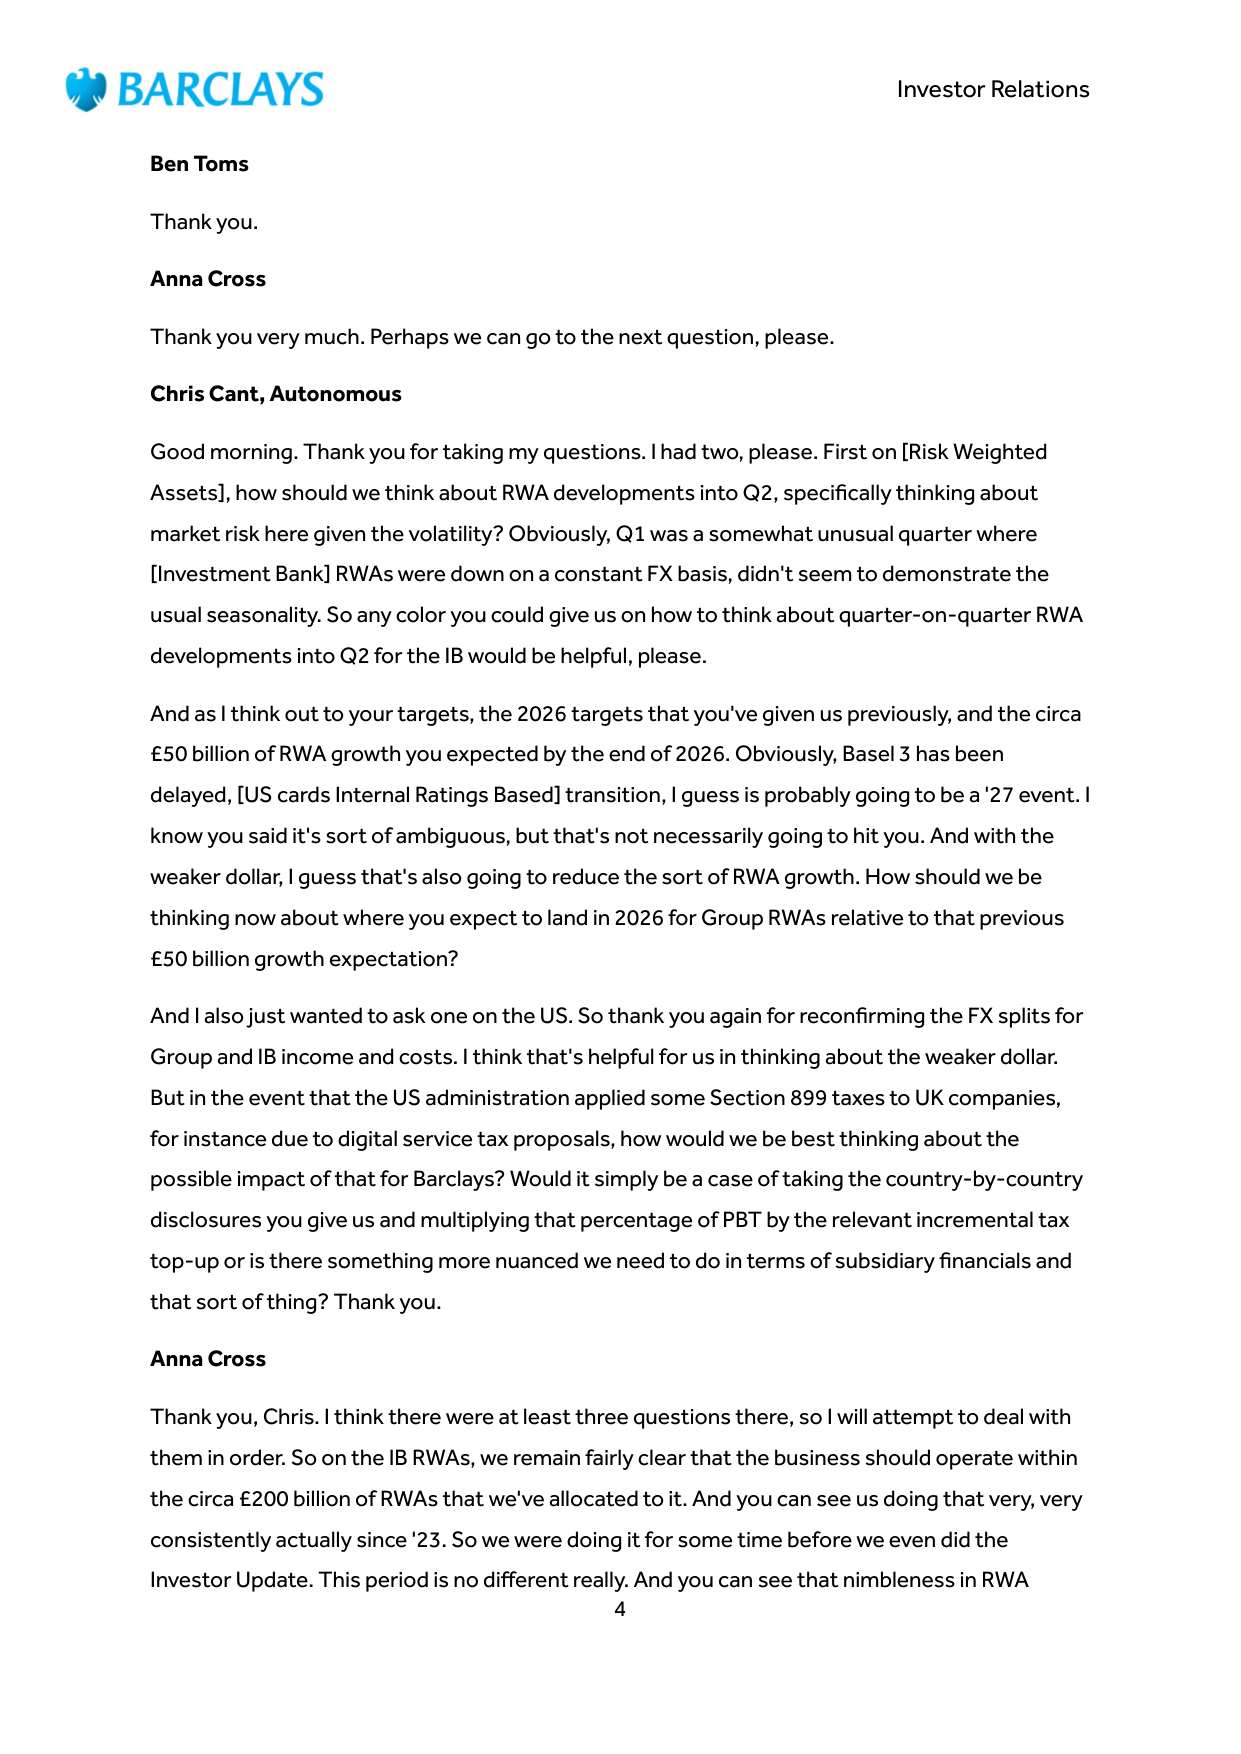 BARCLAYS
Investor Relations
Ben Toms
Thank you.
Anna Cross
Thank you very much. Perhaps we can go to the next question, please.
Chris Cant, Autonomous
Good morning. Thank you for taking my questions. I had two, please. First on [Risk Weighted
Assets], how should we think about RWA developments into Q2, specifically thinking about
market risk here given the volatility? Obviously, Q1 was a somewhat unusual quarter where
[Investment Bank] RWAs were down on a constant FX basis, didn't seem to demonstrate the
usual seasonality. So any color you could give us on how to think about quarter-on-quarter RWA
developments into Q2 for the IB would be helpful, please.
And as I think out to your targets, the 2026 targets that you've given us previously, and the circa
£50 billion of RWA growth you expected by the end of 2026. Obviously, Basel 3 has been
delayed, [US cards Internal Ratings Based] transition, I guess is probably going to be a '27 event. I
know you said it's sort of ambiguous, but that's not necessarily going to hit you. And with the
weaker dollar, I guess that's also going to reduce the sort of RWA growth. How should we be
thinking now about where you expect to land in 2026 for Group RWAs relative to that previous
£50 billion growth expectation?
And I also just wanted to ask one on the US. So thank you again for reconfirming the FX splits for
Group and IB income and costs. I think that's helpful for us in thinking about the weaker dollar.
But in the event that the US administration applied some Section 899 taxes to UK companies,
for instance due to digital service tax proposals, how would we be best thinking about the
possible impact of that for Barclays? Would it simply be a case of taking the country-by-country
disclosures you give us and multiplying that percentage of PBT by the relevant incremental tax
top-up or is there something more nuanced we need to do in terms of subsidiary financials and
that sort of thing? Thank you.
Anna Cross
Thank you, Chris. I think there were at least three questions there, so I will attempt to deal with
them in order. So on the IB RWAs, we remain fairly clear that the business should operate within
the circa £200 billion of RWAs that we've allocated to it. And you can see us doing that very, very
consistently actually since '23. So we were doing it for some time before we even did the
Investor Update. This period is no different really. And you can see that nimbleness in RWA
4